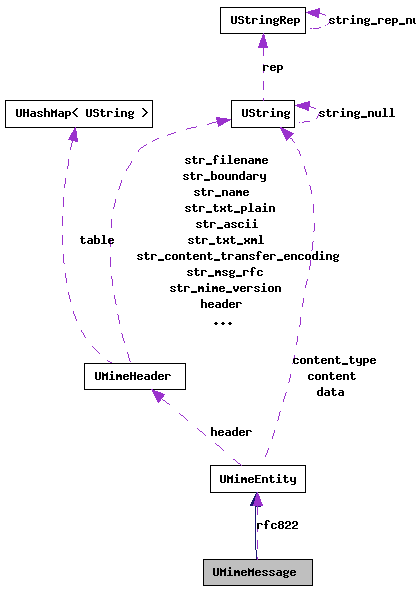 UStringRep
string_rep_nu
rep
UHashMap< UString >
UString
string_null
str_filename
str_boundary
str_name
str_txt_plain
str_ascii
str_txt_xml
str_content_transfer_encoding
str_msg_rfc
str_mime_version
header
...
table
content_type
content
data
UMimeHeader
header
UMimeEntity
rfc822
UMimeMessage